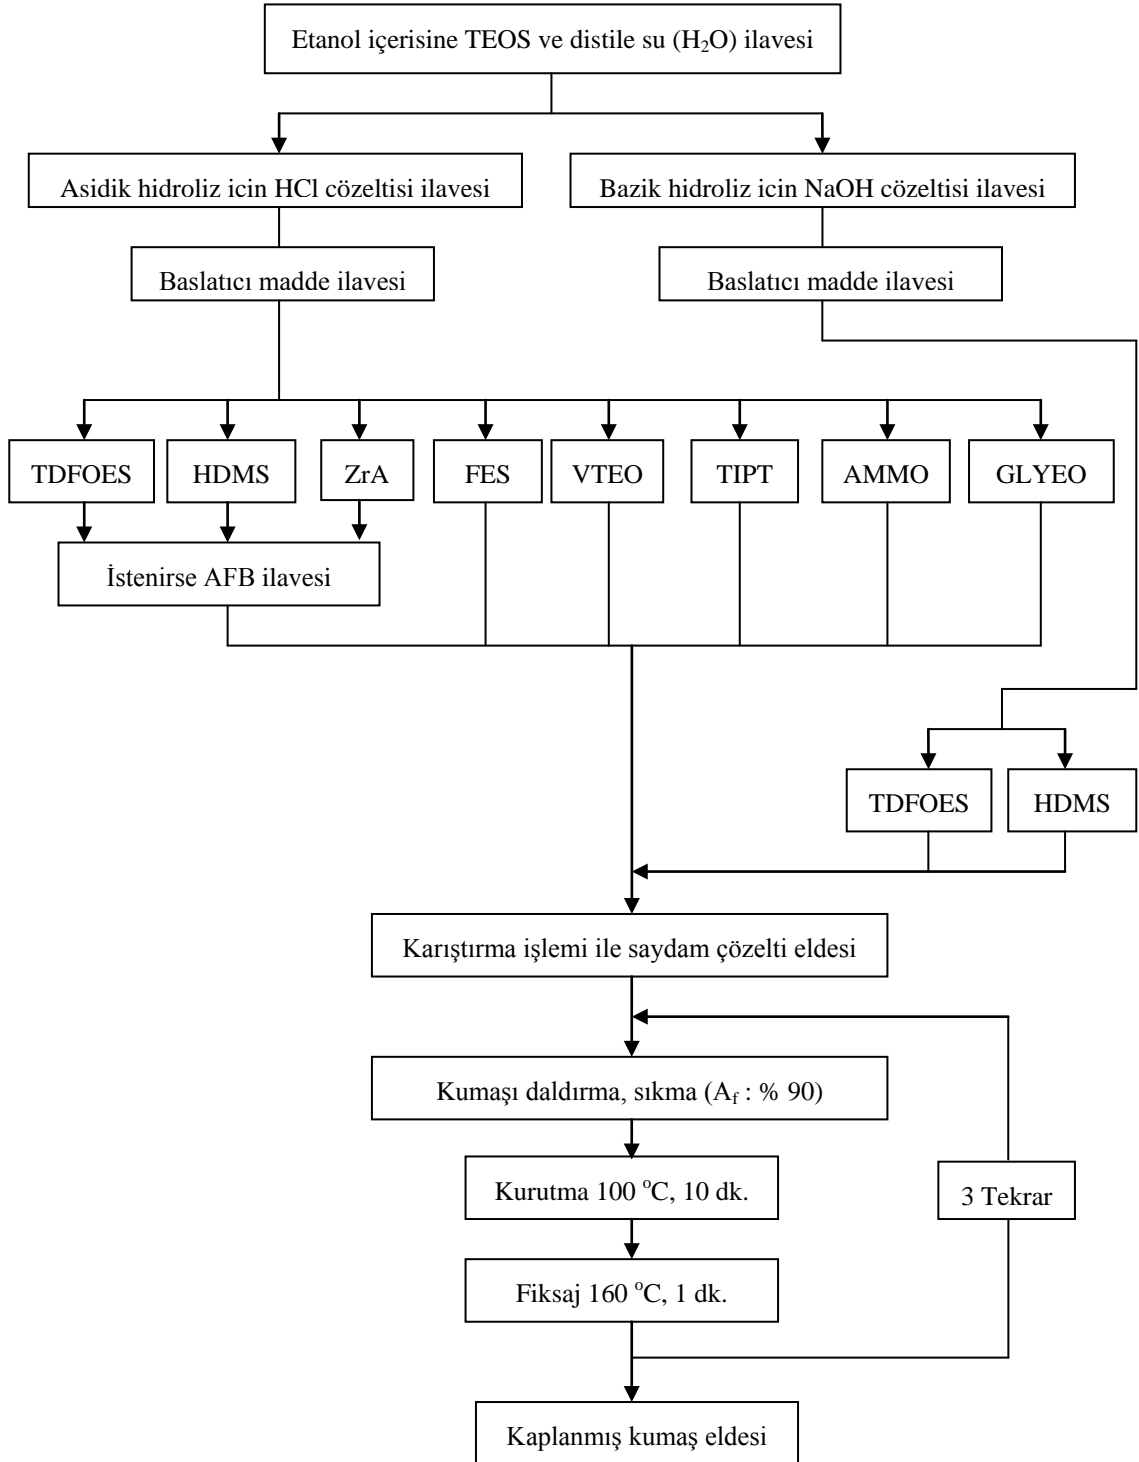 Etanol içerisine TEOS ve distile su (H₂O) ilavesi
Asidik hidroliz icin HCl cözeltisi ilavesi
Bazik hidroliz icin NaOH cözeltisi ilavesi
Baslatıcı madde ilavesi
Baslatıcı madde ilavesi
TDFOES
HDMS
ZrA
FES
VTEO
TIPT
AMMO
GLYEO
İstenirse AFB ilavesi
TDFOES
HDMS
Karıştırma işlemi ile saydam çözelti eldesi
Kumaşı daldırma, sıkma (A_f : % 90)
Kurutma 100 °C, 10 dk.
3 Tekrar
Fiksaj 160 °C, 1 dk.
Kaplanmış kumaş eldesi